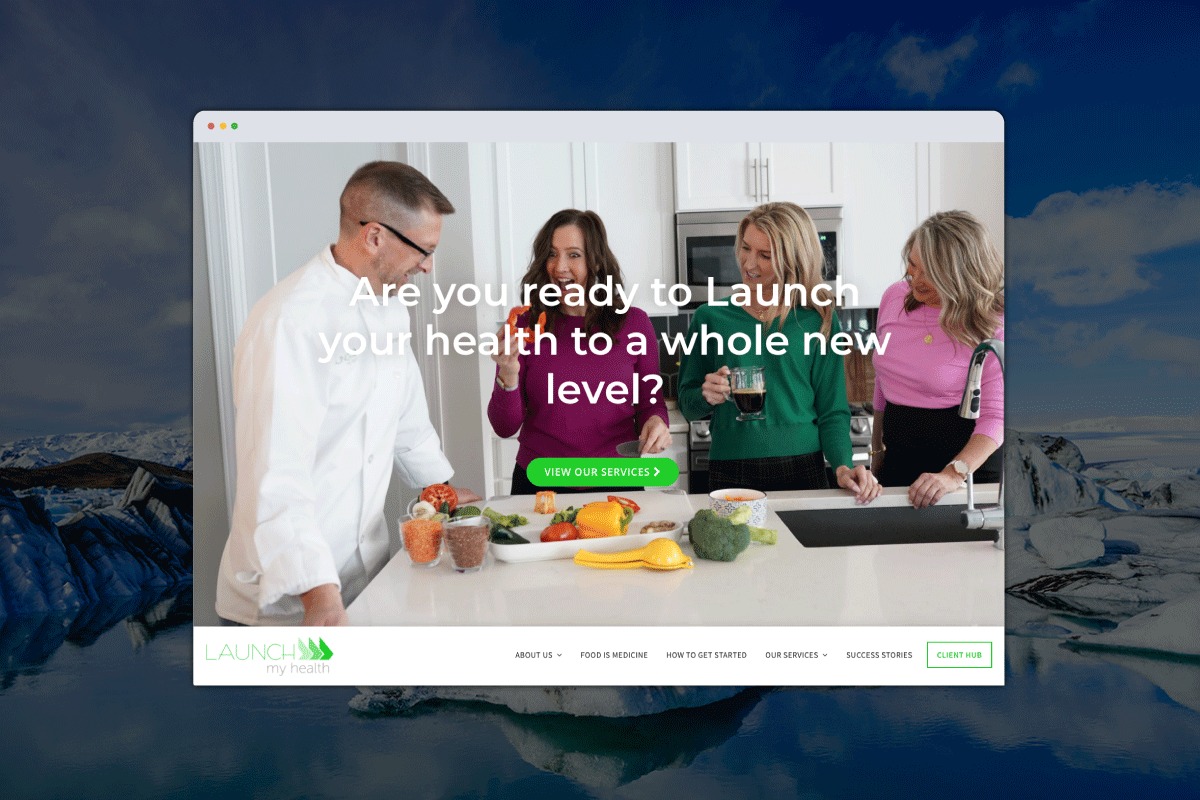 Are you ready to Launch
your health to a whole new
level?
VIEW OUR SERVICES
LAUNCH
my health
ABOUT US
FOOD IS MEDICINE
HOW TO GET STARTED
OUR SERVICES
SUCCESS STORIES
CLIENT HUB